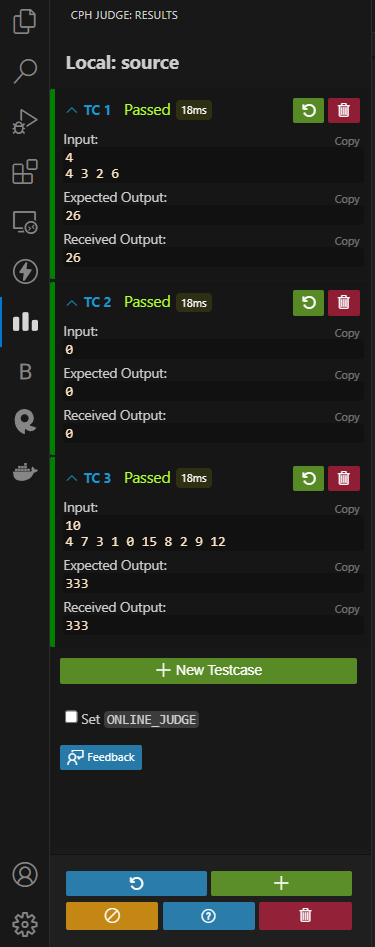 CPH JUDGE: RESULTS
Local: source
TC 1 Passed 18ms
Input:
Copy
4
4 3 2 6
Expected Output:
Copy
26
Received Output:
Copy
26
TC 2 Passed 18ms
Input:
Copy
0
Expected Output:
Copy
0
Received Output:
Copy
0
B
TC 3 Passed 18ms
Input:
Copy
10
4 7 3 1 0 15 8 2 9 12
Expected Output:
Copy
333
Received Output:
Copy
333
New Testcase
Set ONLINE_JUDGE
Feedback